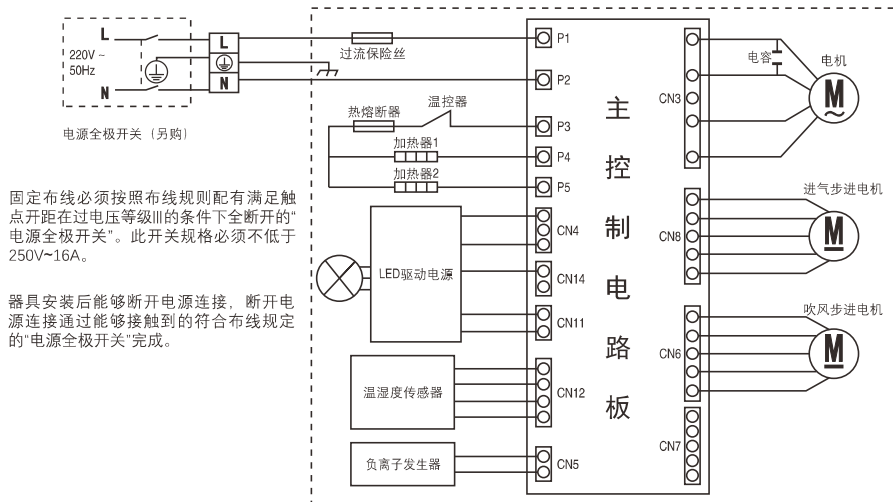 L
220V ~
50Hz
N
电源全极开关（另购）
L
N
过流保险丝
热熔断器
温控器
加热器1
加热器2
固定布线必须按照布线规则配有满足触
点开距在过电压等级III的条件下全断开的“
电源全极开关”。此开关规格必须不低于
250V~16A。
器具安装后能够断开电源连接，断开电
源连接通过能够接触到的符合布线规定
的“电源全极开关”完成。
LED驱动电源
温湿度传感器
负离子发生器
P1
P2
P3
P4
P5
CN4
CN14
CN11
CN12
CN5
主控制电路板
CN3
CN8
CN6
CN7
电容
电机
M
进气步进电机
M
吹风步进电机
M